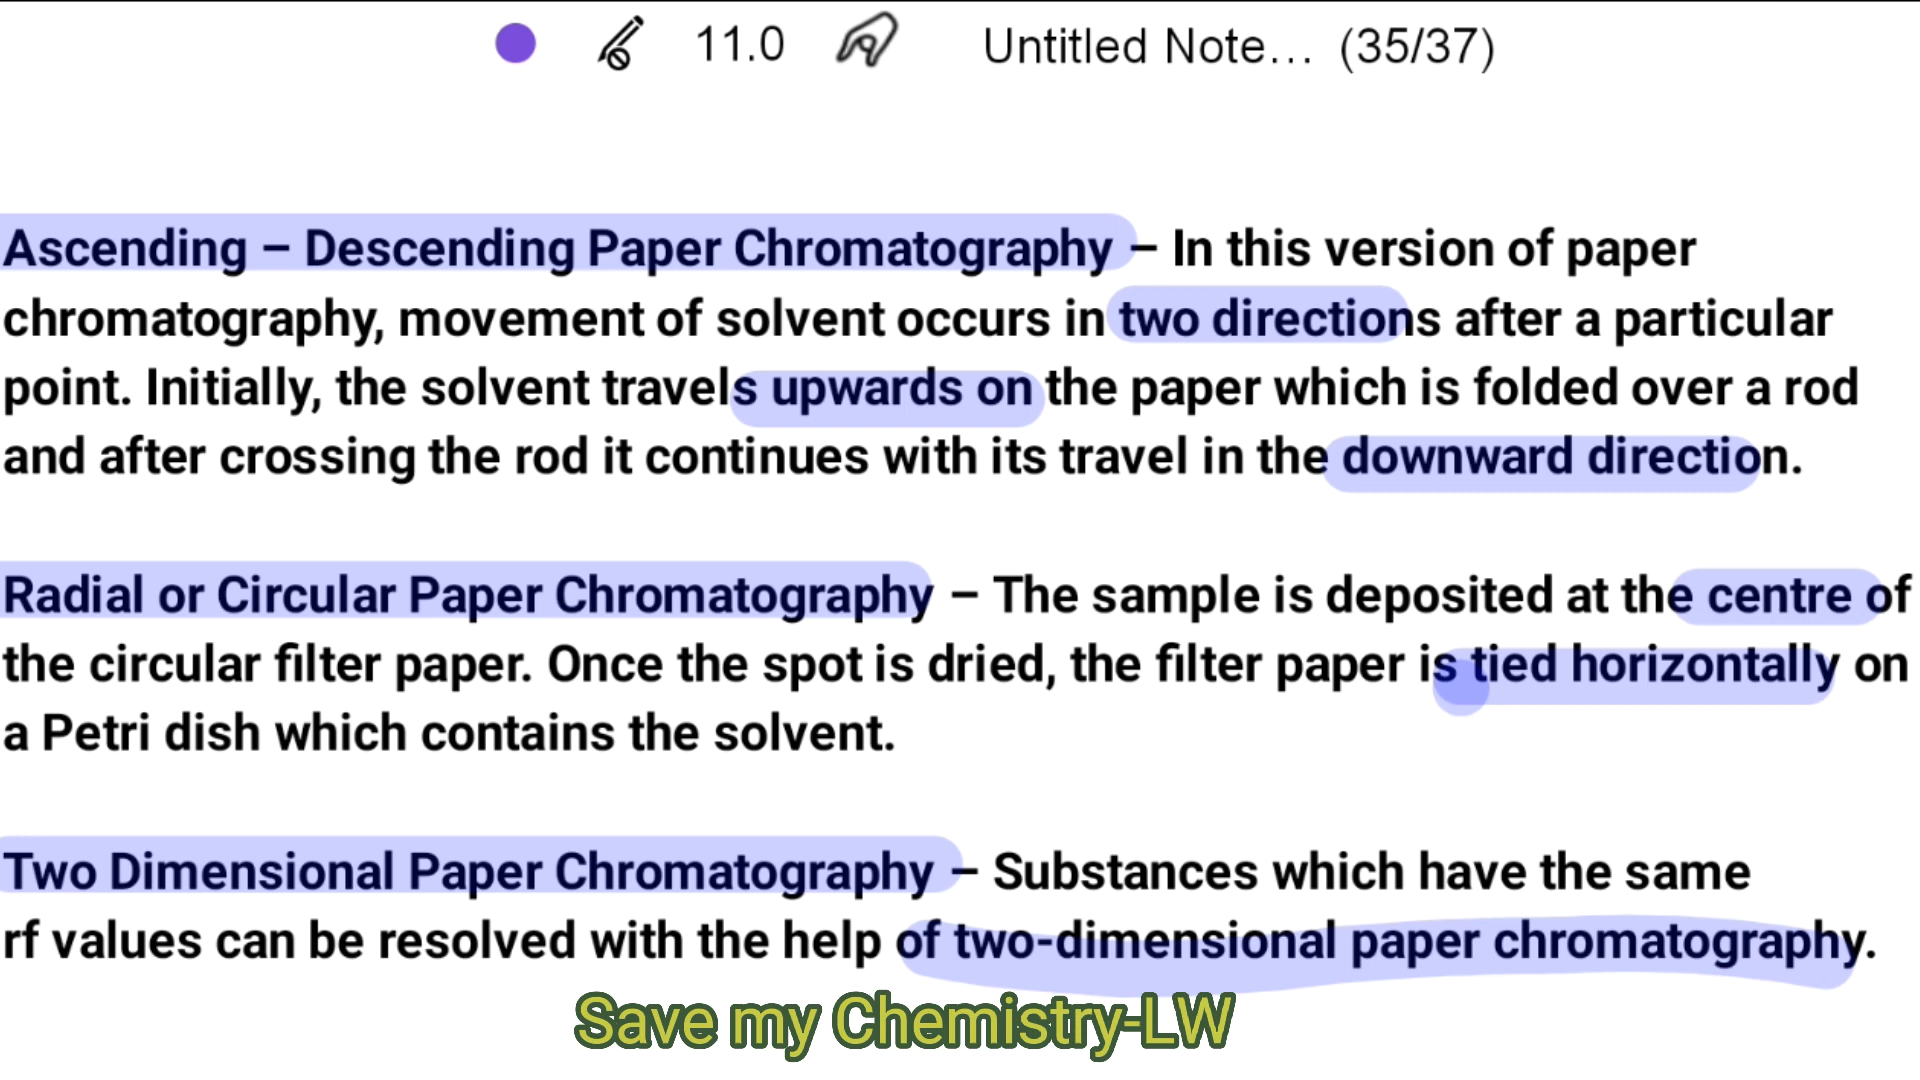 11.0 Untitled Note... (35/37)
Ascending – Descending Paper Chromatography – In this version of paper
chromatography, movement of solvent occurs in two directions after a particular
point. Initially, the solvent travels upwards on the paper which is folded over a rod
and after crossing the rod it continues with its travel in the downward direction.
Radial or Circular Paper Chromatography – The sample is deposited at the centre of
the circular filter paper. Once the spot is dried, the filter paper is tied horizontally on
a Petri dish which contains the solvent.
Two Dimensional Paper Chromatography – Substances which have the same
rf values can be resolved with the help of two-dimensional paper chromatography.
Save my Chemistry-LW